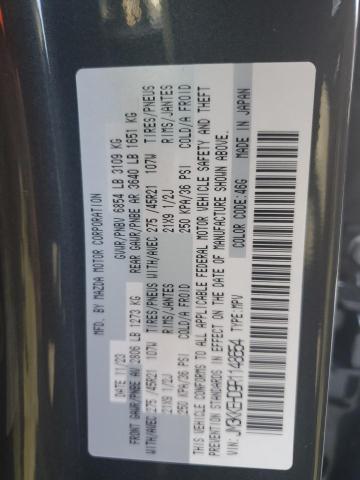 MFD. BY MAZDA MOTOR CORPORATION
DATE 11/23 GVWR/PNBV 6854 LB 3109 KG
FRONT GAWR/PNBE AV 2806 LB 1273 KG REAR GAWR/PNBE AR 3640 LB 1651 KG
WITH/AVEC 275/45R21 107W TIRES/PNEUS WITH/AVEC 275/45R21 107W TIRES/PNEUS
21X9 1/2J RIMS/JANTES 21X9 1/2J RIMS/JANTES
250 KPA/36 PSI COLD/A FROID 250 KPA/36 PSI COLD/A FROID
THIS VEHICLE CONFORMS TO ALL APPLICABLE FEDERAL MOTOR VEHICLE SAFETY AND THEFT
PREVENTION STANDARDS IN EFFECT ON THE DATE OF MANUFACTURE SHOWN ABOVE.
VIN: TYPE:MPV COLOR CODE:46G MADE IN JAPAN